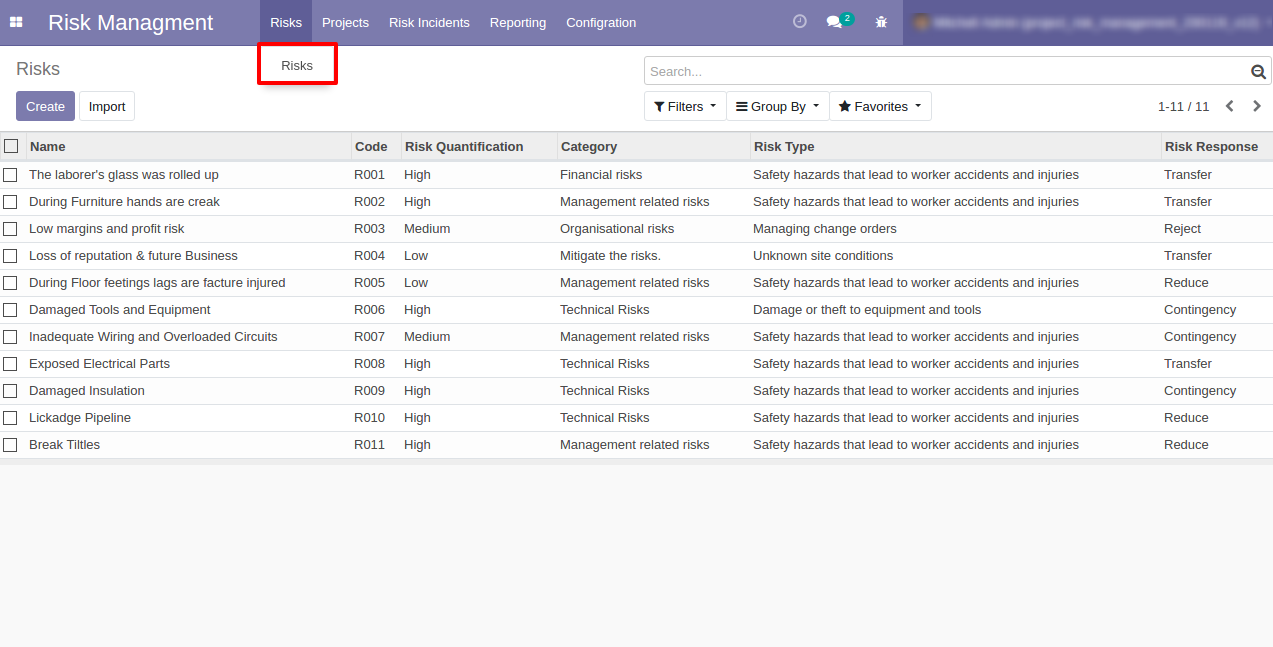 Risk Managment Risks Projects Risk Incidents Reporting Configration 2
Risks
Risks Search...
Create Import Filters Group By Favorites 1-11 / 11
Name Code Risk Quantification Category Risk Type Risk Response
The laborer's glass was rolled up R001 High Financial risks Safety hazards that lead to worker accidents and injuries Transfer
During Furniture hands are creak R002 High Management related risks Safety hazards that lead to worker accidents and injuries Transfer
Low margins and profit risk R003 Medium Organisational risks Managing change orders Reject
Loss of reputation & future Business R004 Low Mitigate the risks. Unknown site conditions Transfer
During Floor feetings lags are facture injured R005 Low Management related risks Safety hazards that lead to worker accidents and injuries Reduce
Damaged Tools and Equipment R006 High Technical Risks Damage or theft to equipment and tools Contingency
Inadequate Wiring and Overloaded Circuits R007 Medium Management related risks Safety hazards that lead to worker accidents and injuries Contingency
Exposed Electrical Parts R008 High Technical Risks Safety hazards that lead to worker accidents and injuries Transfer
Damaged Insulation R009 High Technical Risks Safety hazards that lead to worker accidents and injuries Contingency
Lickadge Pipeline R010 High Technical Risks Safety hazards that lead to worker accidents and injuries Reduce
Break Tiltles R011 High Management related risks Safety hazards that lead to worker accidents and injuries Reduce